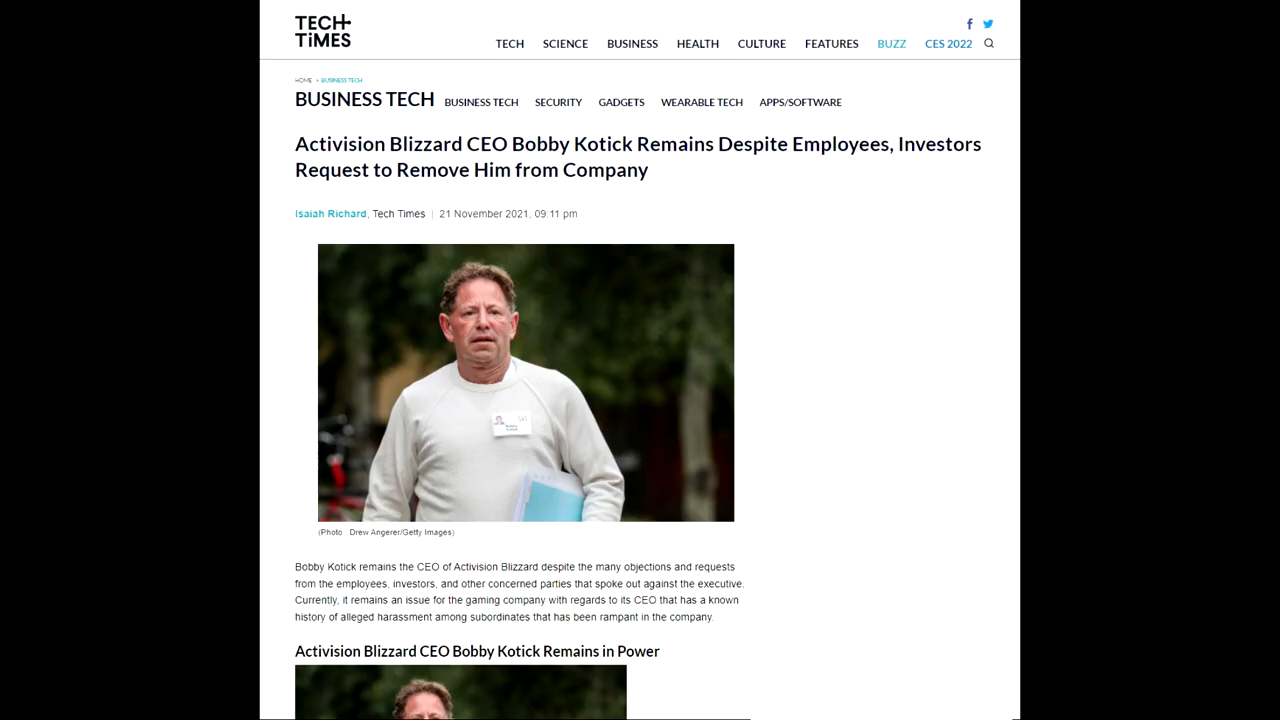 TECH
TiMES
TECH SCIENCE BUSINESS HEALTH CULTURE FEATURES BUZZ CES 2022
HOME > BUSINESS TECH
BUSINESS TECH BUSINESS TECH SECURITY GADGETS WEARABLE TECH APPS/SOFTWARE
Activision Blizzard CEO Bobby Kotick Remains Despite Employees, Investors
Request to Remove Him from Company
Isaiah Richard, Tech Times | 21 November 2021, 09:11 pm
(Photo : Drew Angerer/Getty Images)
Bobby Kotick remains the CEO of Activision Blizzard despite the many objections and requests
from the employees, investors, and other concerned parties that spoke out against the executive.
Currently, it remains an issue for the gaming company with regards to its CEO that has a known
history of alleged harassment among subordinates that has been rampant in the company.
Activision Blizzard CEO Bobby Kotick Remains in Power